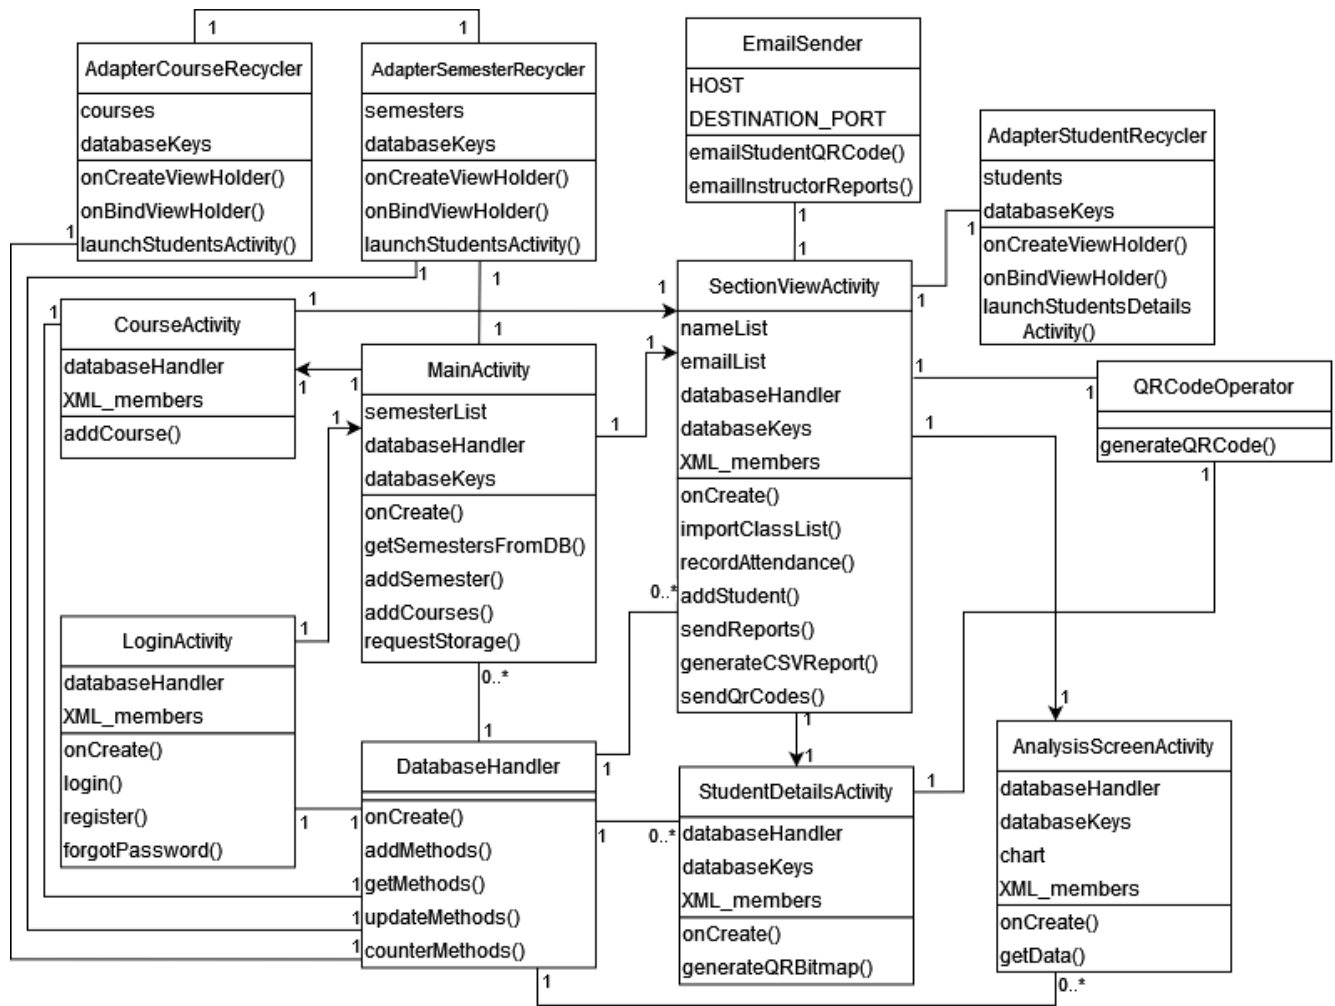 1
1
AdapterCourseRecycler
courses
databaseKeys
onCreateViewHolder()
onBindViewHolder()
launchStudentsActivity()
1
AdapterSemesterRecycler
semesters
databaseKeys
onCreateViewHolder()
onBindViewHolder()
launchStudentsActivity()
1
1
EmailSender
HOST
DESTINATION_PORT
emailStudentQRCode()
emailInstructorReports()
1
1
AdapterStudentRecycler
students
databaseKeys
onCreateViewHolder()
onBindViewHolder()
launchStudentsDetails
Activity()
1
1
CourseActivity
databaseHandler
XML_members
addCourse()
1
1
1
1
MainActivity
semesterList
databaseHandler
databaseKeys
onCreate()
getSemestersFromDB()
addSemester()
addCourses()
requestStorage()
1
1
1
1
0..*
SectionViewActivity
nameList
emailList
databaseHandler
databaseKeys
XML_members
onCreate()
importClassList()
recordAttendance()
addStudent()
sendReports()
generateCSVReport()
sendQrCodes()
1
1
1
0..*
1
QRCodeOperator
generateQRCode()
1
1
LoginActivity
databaseHandler
XML_members
onCreate()
login()
register()
forgotPassword()
1
1
1
DatabaseHandler
onCreate()
addMethods()
getMethods()
updateMethods()
counterMethods()
1
1
1
1
1
1
1
1
StudentDetailsActivity
databaseHandler
databaseKeys
XML_members
onCreate()
generateQRBitmap()
1
1
0..*
AnalysisScreenActivity
databaseHandler
databaseKeys
chart
XML_members
onCreate()
getData()
1
0..*